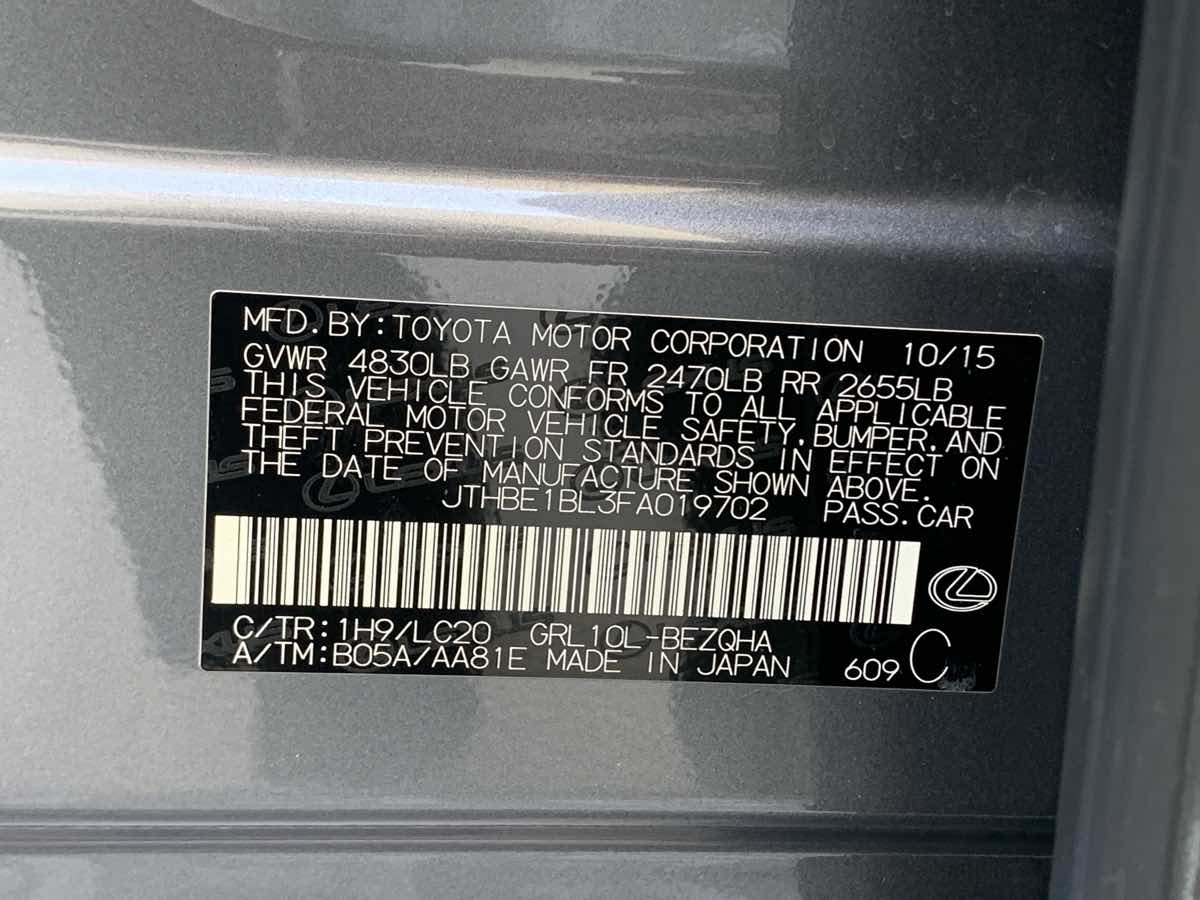 MFD.BY:TOYOTA MOTOR CORPORATION 10/15
GVWR 4830LB GAWR FR 2470LB RR 2655LB
THIS VEHICLE CONFORMS TO ALL APPLICABLE
FEDERAL MOTOR VEHICLE SAFETY,BUMPER,AND
THEFT PREVENTION STANDARDS IN EFFECT ON
THE DATE OF MANUFACTURE SHOWN ABOVE.
JTHBE1BL3FA019702 PASS.CAR
C/TR:1H9/LC20 GRL10L-BEZQHA
A/TM:B05A/AA81E MADE IN JAPAN 609 C